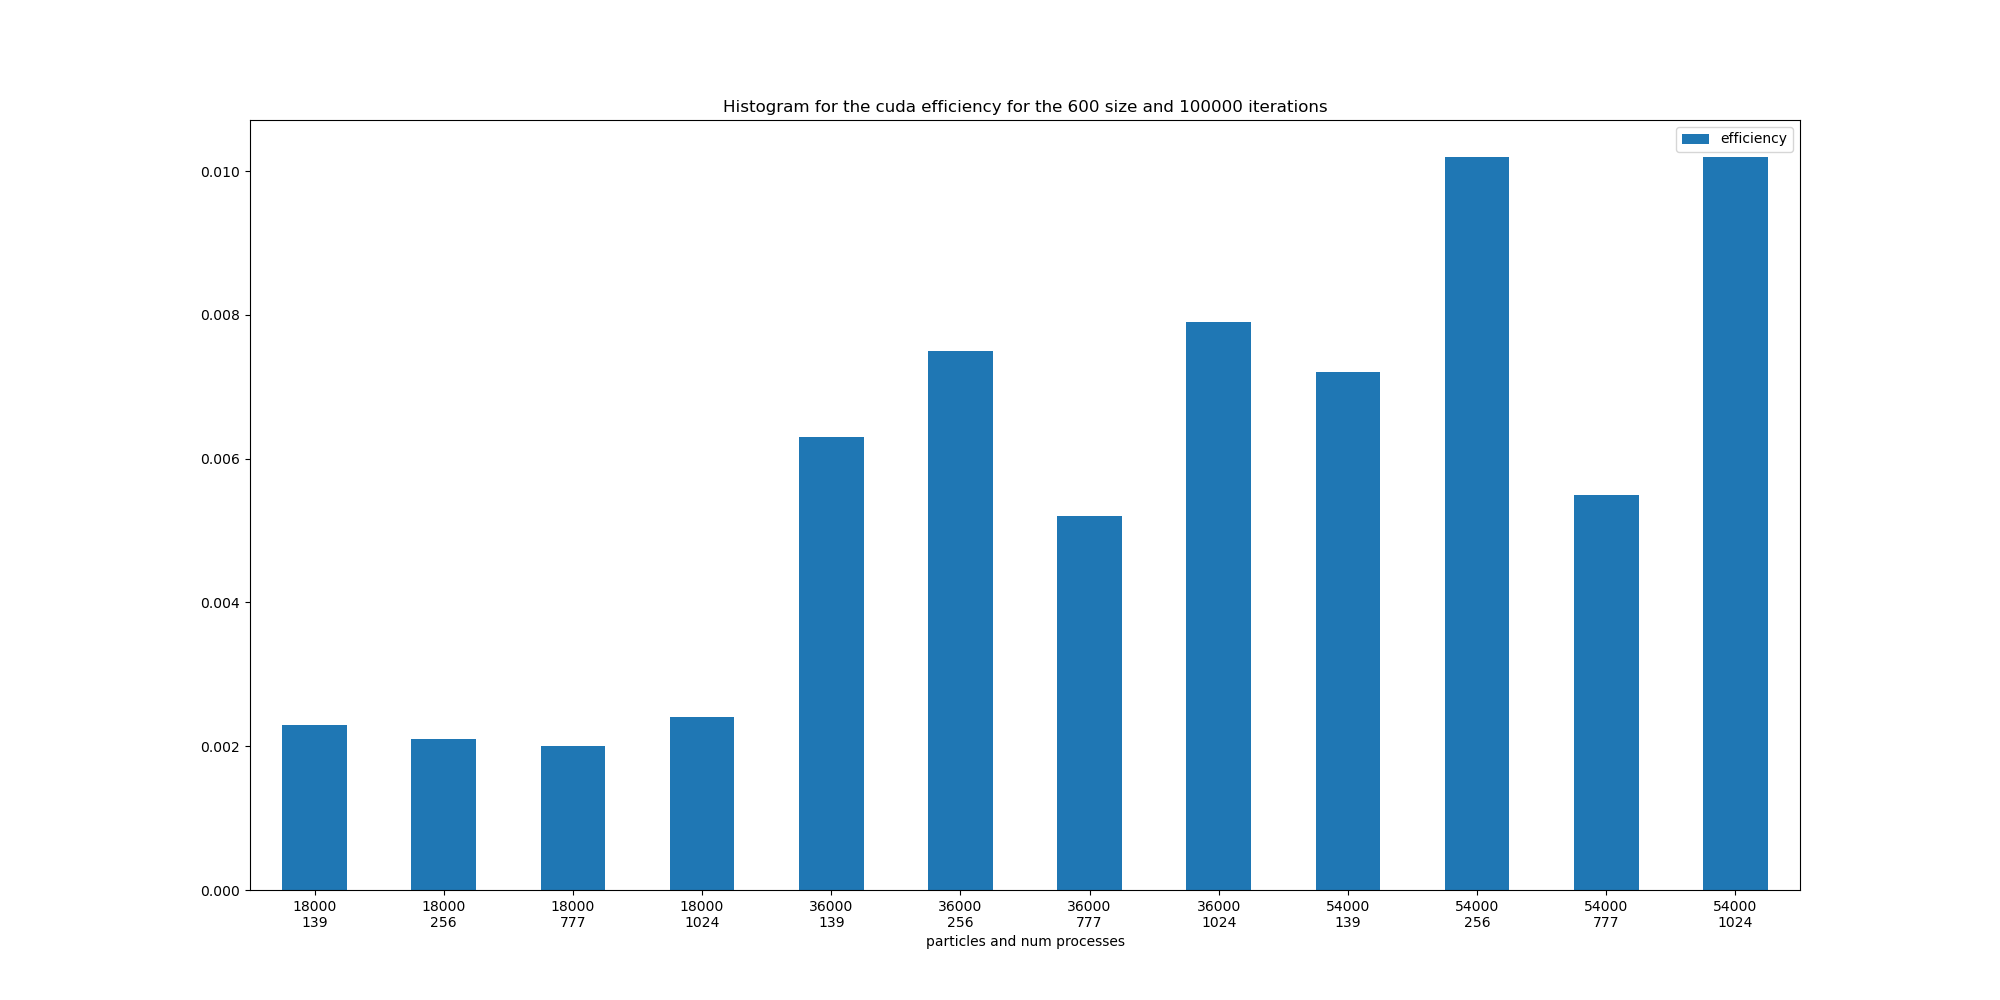 Histogram for the cuda efficiency for the 600 size and 100000 iterations
efficiency
0.010
0.008
0.006
0.004
0.002
0.000
18000 18000 18000 18000 36000 36000 36000 36000 54000 54000 54000 54000
139 256 777 1024 139 256 777 1024 139 256 777 1024
particles and num processes